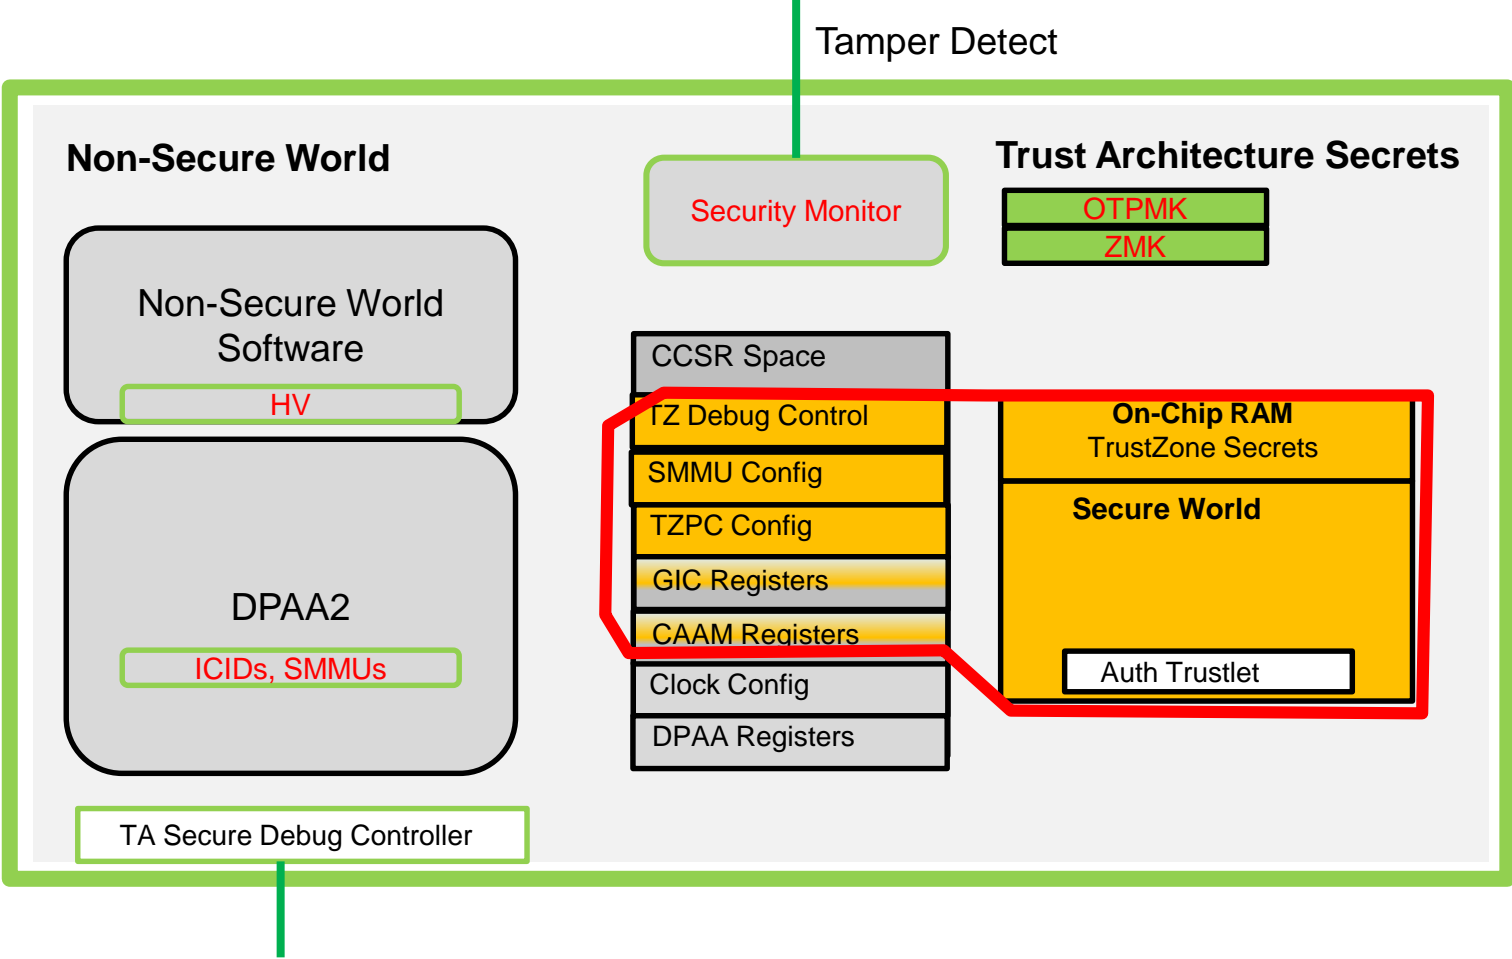 Tamper Detect
Non-Secure World
Security Monitor
Trust Architecture Secrets
OTPMK
ZMK
Non-Secure World
Software
HV
DPAA2
ICIDs, SMMUs
CCSR Space
TZ Debug Control
SMMU Config
TZPC Config
GIC Registers
CAAM Registers
Clock Config
DPAA Registers
On-Chip RAM
TrustZone Secrets
Secure World
Auth Trustlet
TA Secure Debug Controller